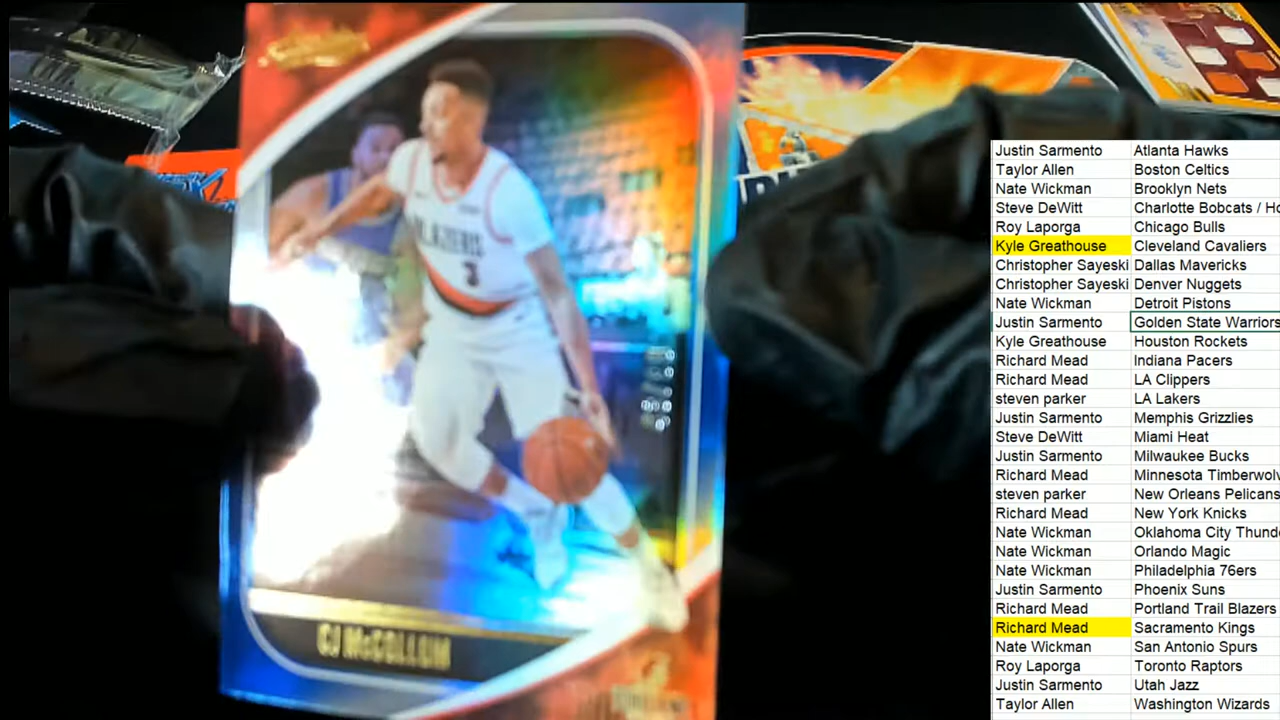 BLAZERS
3
CJ McCOLLUM
Justin Sarmento Atlanta Hawks
Taylor Allen Boston Celtics
Nate Wickman Brooklyn Nets
Steve DeWitt Charlotte Bobcats / Ho
Roy Laporga Chicago Bulls
Kyle Greathouse Cleveland Cavaliers
Christopher Sayeski Dallas Mavericks
Christopher Sayeski Denver Nuggets
Nate Wickman Detroit Pistons
Justin Sarmento Golden State Warriors
Kyle Greathouse Houston Rockets
Richard Mead Indiana Pacers
Richard Mead LA Clippers
steven parker LA Lakers
Justin Sarmento Memphis Grizzlies
Steve DeWitt Miami Heat
Justin Sarmento Milwaukee Bucks
Richard Mead Minnesota Timberwolv
steven parker New Orleans Pelicans
Richard Mead New York Knicks
Nate Wickman Oklahoma City Thunde
Nate Wickman Orlando Magic
Nate Wickman Philadelphia 76ers
Justin Sarmento Phoenix Suns
Richard Mead Portland Trail Blazers
Richard Mead Sacramento Kings
Nate Wickman San Antonio Spurs
Roy Laporga Toronto Raptors
Justin Sarmento Utah Jazz
Taylor Allen Washington Wizards